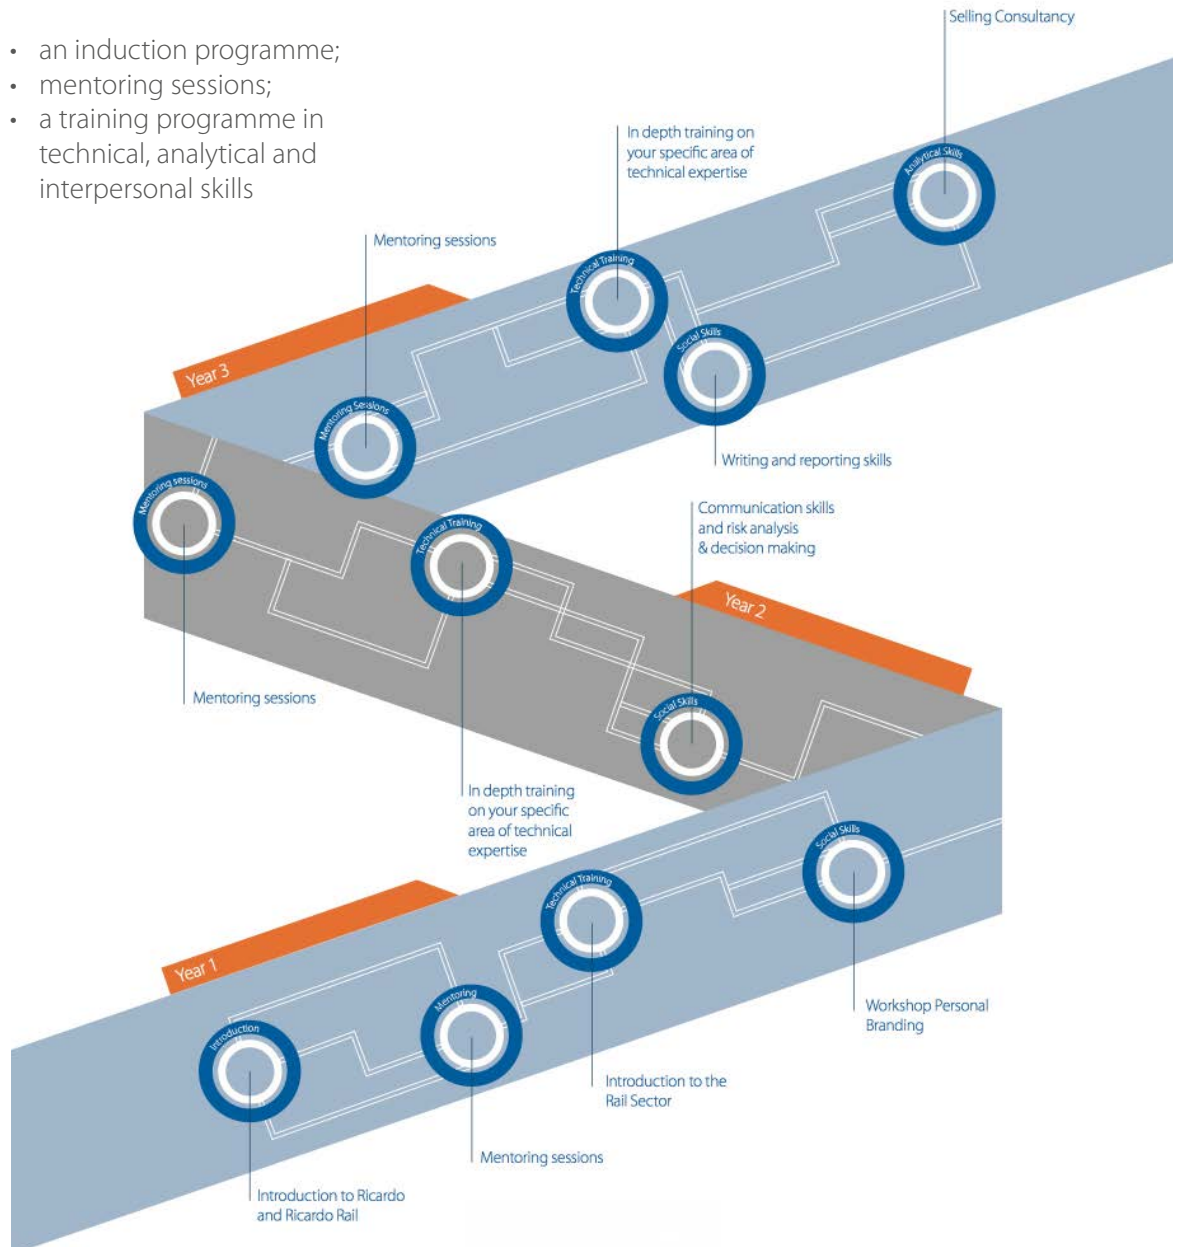 • an induction programme;
• mentoring sessions;
• a training programme in
technical, analytical and
interpersonal skills
Selling Consultancy
Analytical Skills
In depth training on
your specific area of
technical expertise
Technical Training
Mentoring sessions
Year 3
Social Skills
Mentoring Sessions
Writing and reporting skills
Mentoring sessions
Technical Training
Communication skills
and risk analysis
& decision making
Year 2
Mentoring sessions
Social Skills
In depth training
on your specific
area of technical
expertise
Social Skills
Technical Training
Year 1
Mentoring
Introduction
Workshop Personal
Branding
Introduction to the
Rail Sector
Mentoring sessions
Introduction to Ricardo
and Ricardo Rail